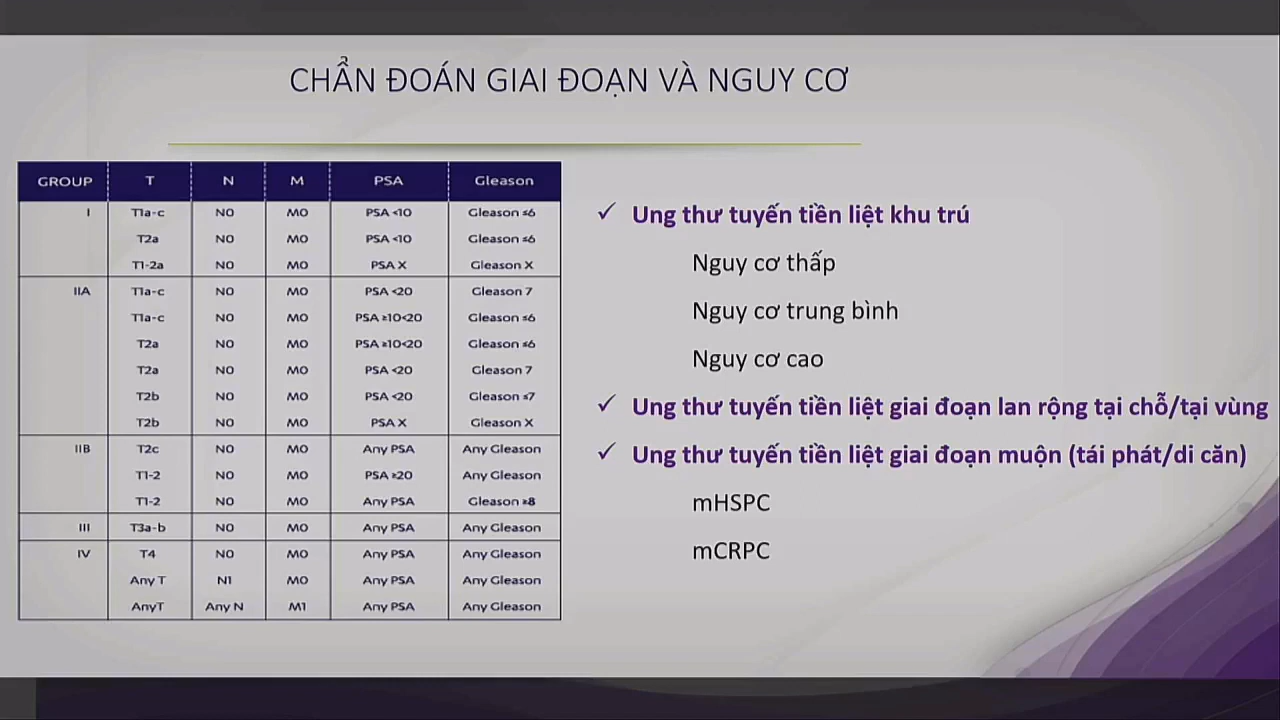 CHẨN ĐOÁN GIAI ĐOẠN VÀ NGUY CƠ
GROUP T N M PSA Gleason
I T1a-c N0 M0 PSA <10 Gleason ≤6
T2a N0 M0 PSA <10 Gleason ≤6
T1-2a N0 M0 PSA X Gleason X
IIA T1a-c N0 M0 PSA <20 Gleason 7
T1a-c N0 M0 PSA ≥10<20 Gleason ≤6
T2a N0 M0 PSA ≥10<20 Gleason ≤6
T2a N0 M0 PSA <20 Gleason 7
T2b N0 M0 PSA <20 Gleason ≤7
T2b N0 M0 PSA X Gleason X
IIB T2c N0 M0 Any PSA Any Gleason
T1-2 N0 M0 PSA ≥20 Any Gleason
T1-2 N0 M0 Any PSA Gleason ≥8
III T3a-b N0 M0 Any PSA Any Gleason
IV T4 N0 M0 Any PSA Any Gleason
Any T N1 M0 Any PSA Any Gleason
AnyT Any N M1 Any PSA Any Gleason
✓ Ung thư tuyến tiền liệt khu trú
Nguy cơ thấp
Nguy cơ trung bình
Nguy cơ cao
✓ Ung thư tuyến tiền liệt giai đoạn lan rộng tại chỗ/tại vùng
✓ Ung thư tuyến tiền liệt giai đoạn muộn (tái phát/di căn)
mHSPC
mCRPC